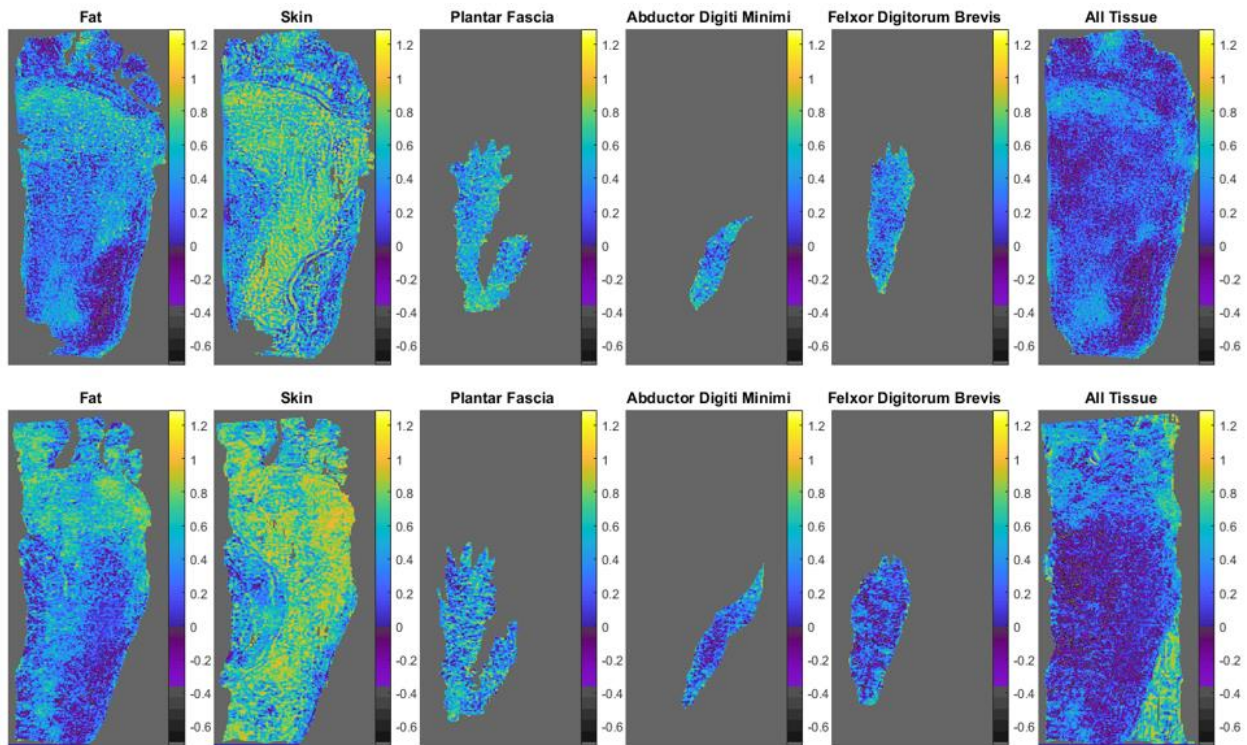 Fat Skin Plantar Fascia Abductor Digiti Minimi Felxor Digitorum Brevis All Tissue
1.2 1.2 1.2 1.2 1.2 1.2
1 1 1 1 1 1
0.8 0.8 0.8 0.8 0.8 0.8
0.6 0.6 0.6 0.6 0.6 0.6
0.4 0.4 0.4 0.4 0.4 0.4
0.2 0.2 0.2 0.2 0.2 0.2
0 0 0 0 0 0
-0.2 -0.2 -0.2 -0.2 -0.2 -0.2
-0.4 -0.4 -0.4 -0.4 -0.4 -0.4
-0.6 -0.6 -0.6 -0.6 -0.6 -0.6
Fat Skin Plantar Fascia Abductor Digiti Minimi Felxor Digitorum Brevis All Tissue
1.2 1.2 1.2 1.2 1.2 1.2
1 1 1 1 1 1
0.8 0.8 0.8 0.8 0.8 0.8
0.6 0.6 0.6 0.6 0.6 0.6
0.4 0.4 0.4 0.4 0.4 0.4
0.2 0.2 0.2 0.2 0.2 0.2
0 0 0 0 0 0
-0.2 -0.2 -0.2 -0.2 -0.2 -0.2
-0.4 -0.4 -0.4 -0.4 -0.4 -0.4
-0.6 -0.6 -0.6 -0.6 -0.6 -0.6